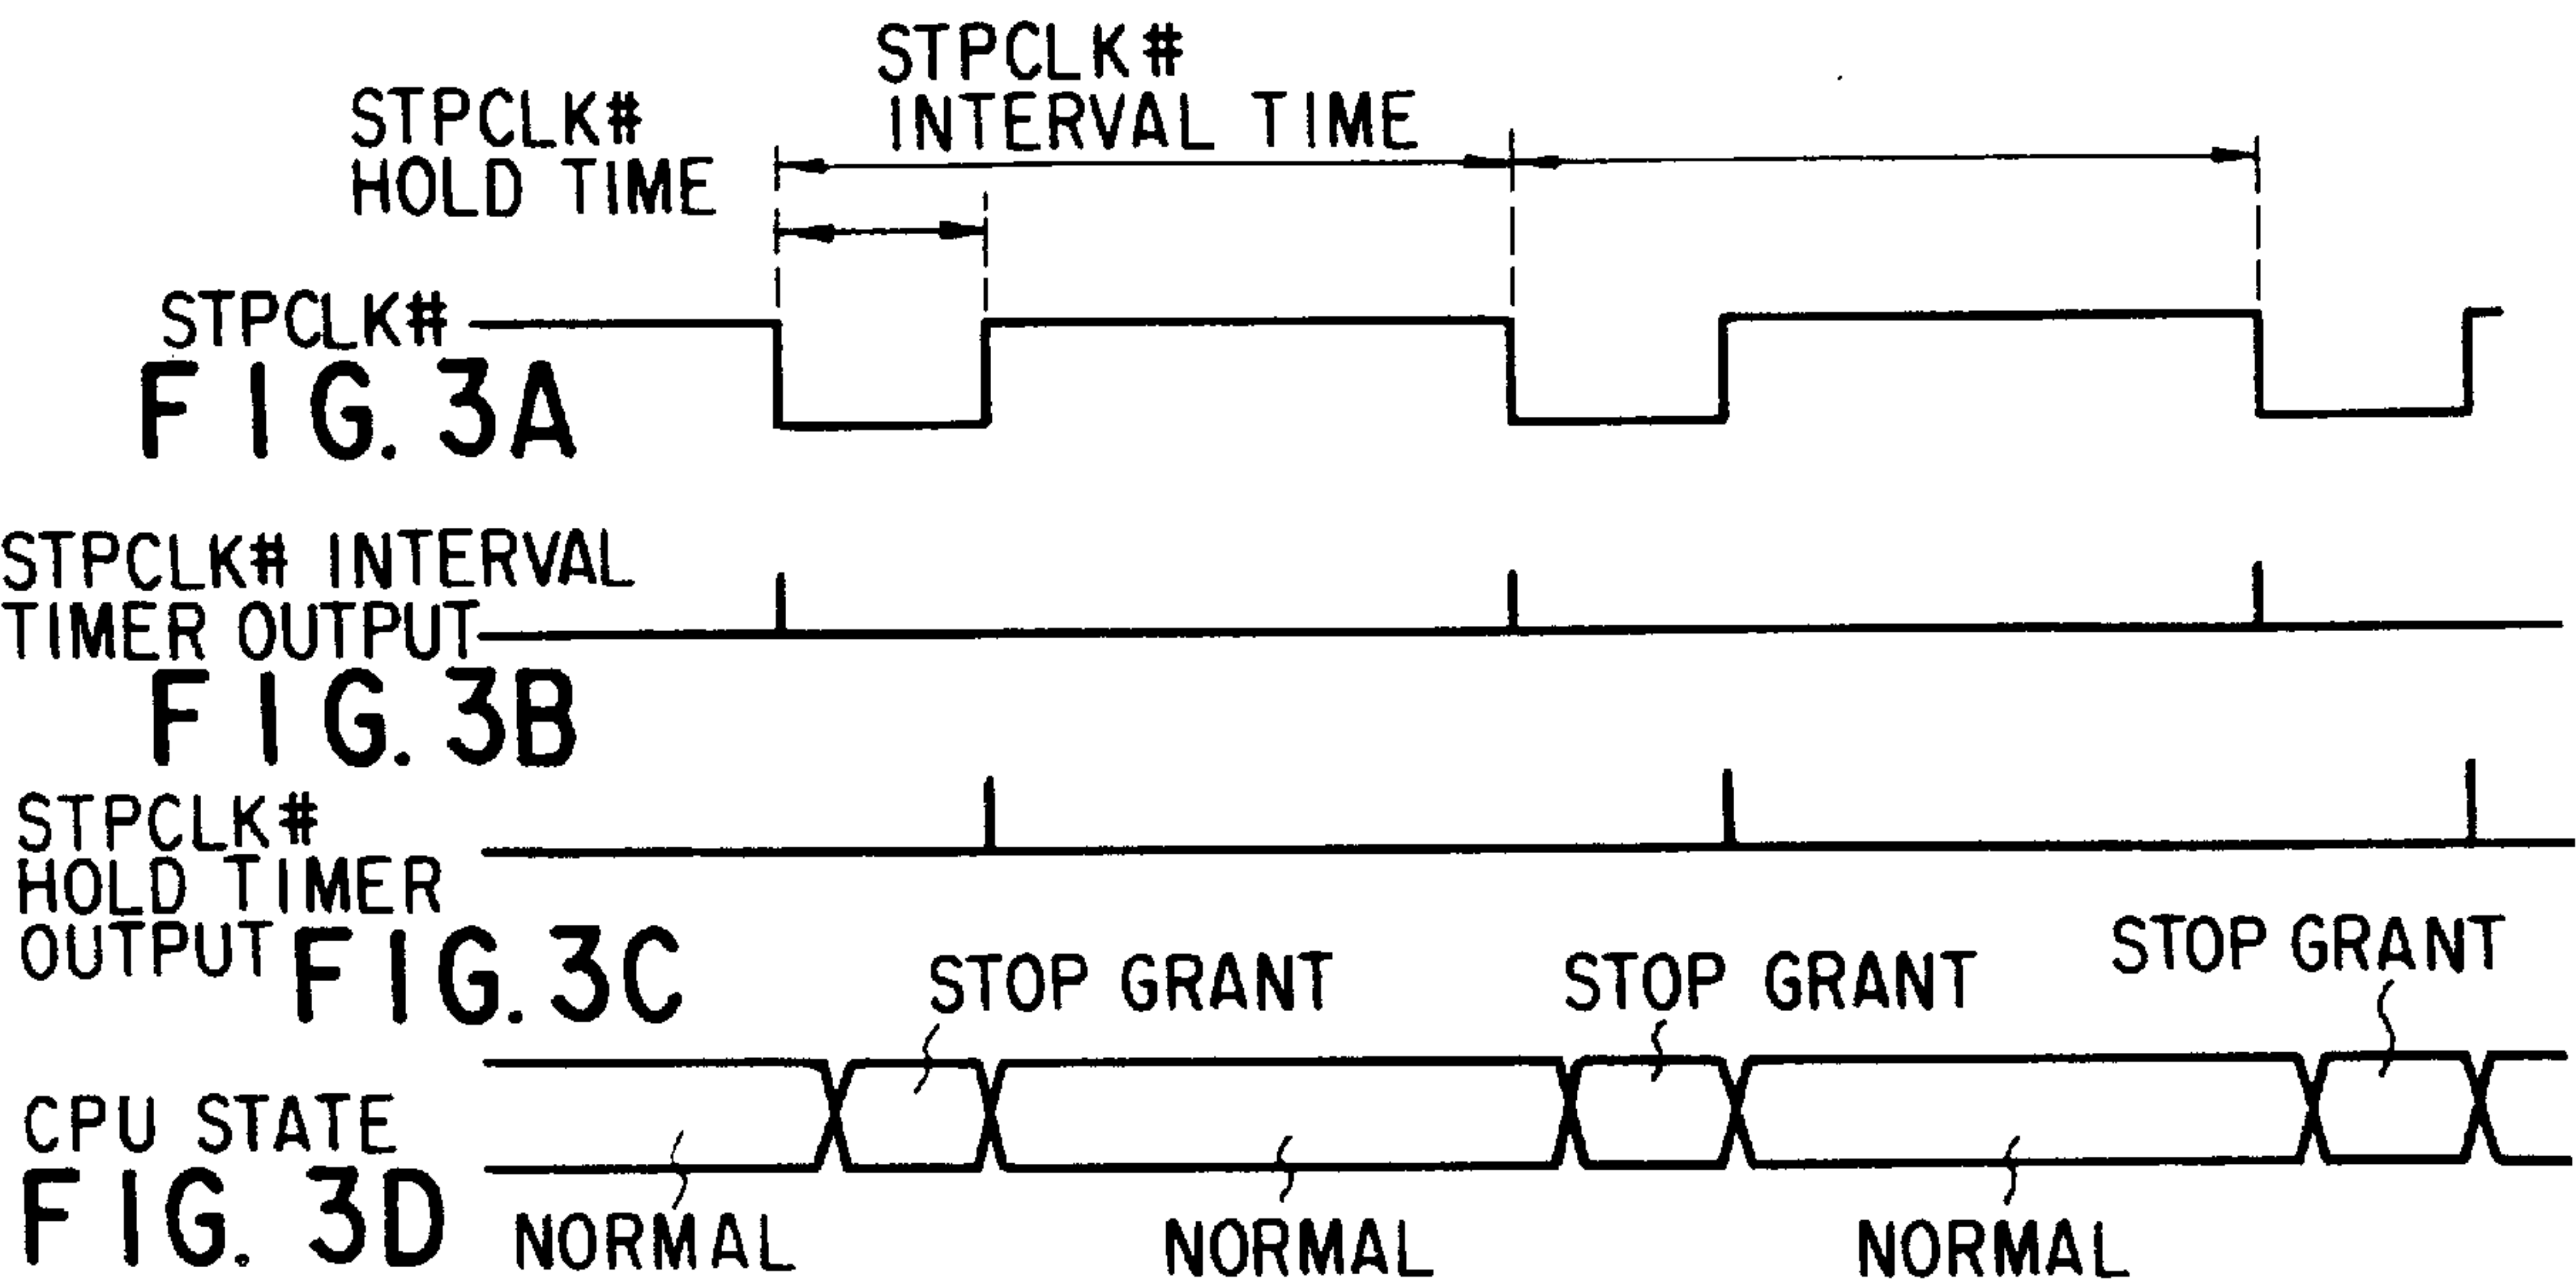 STPCLK#
INTERVAL TIME
STPCLK#
HOLD TIME
STPCLK#
FIG. 3A
STPCLK# INTERVAL
TIMER OUTPUT
FIG. 3B
STPCLK#
HOLD TIMER
OUTPUT
FIG. 3C
STOP GRANT
STOP GRANT
STOP GRANT
CPU STATE
FIG. 3D
NORMAL
NORMAL
NORMAL